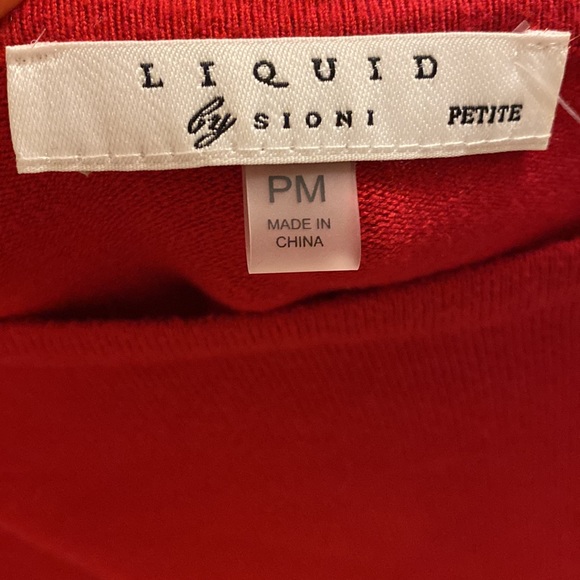 LIQUID
by SIONI PETITE
PM
MADE IN
CHINA